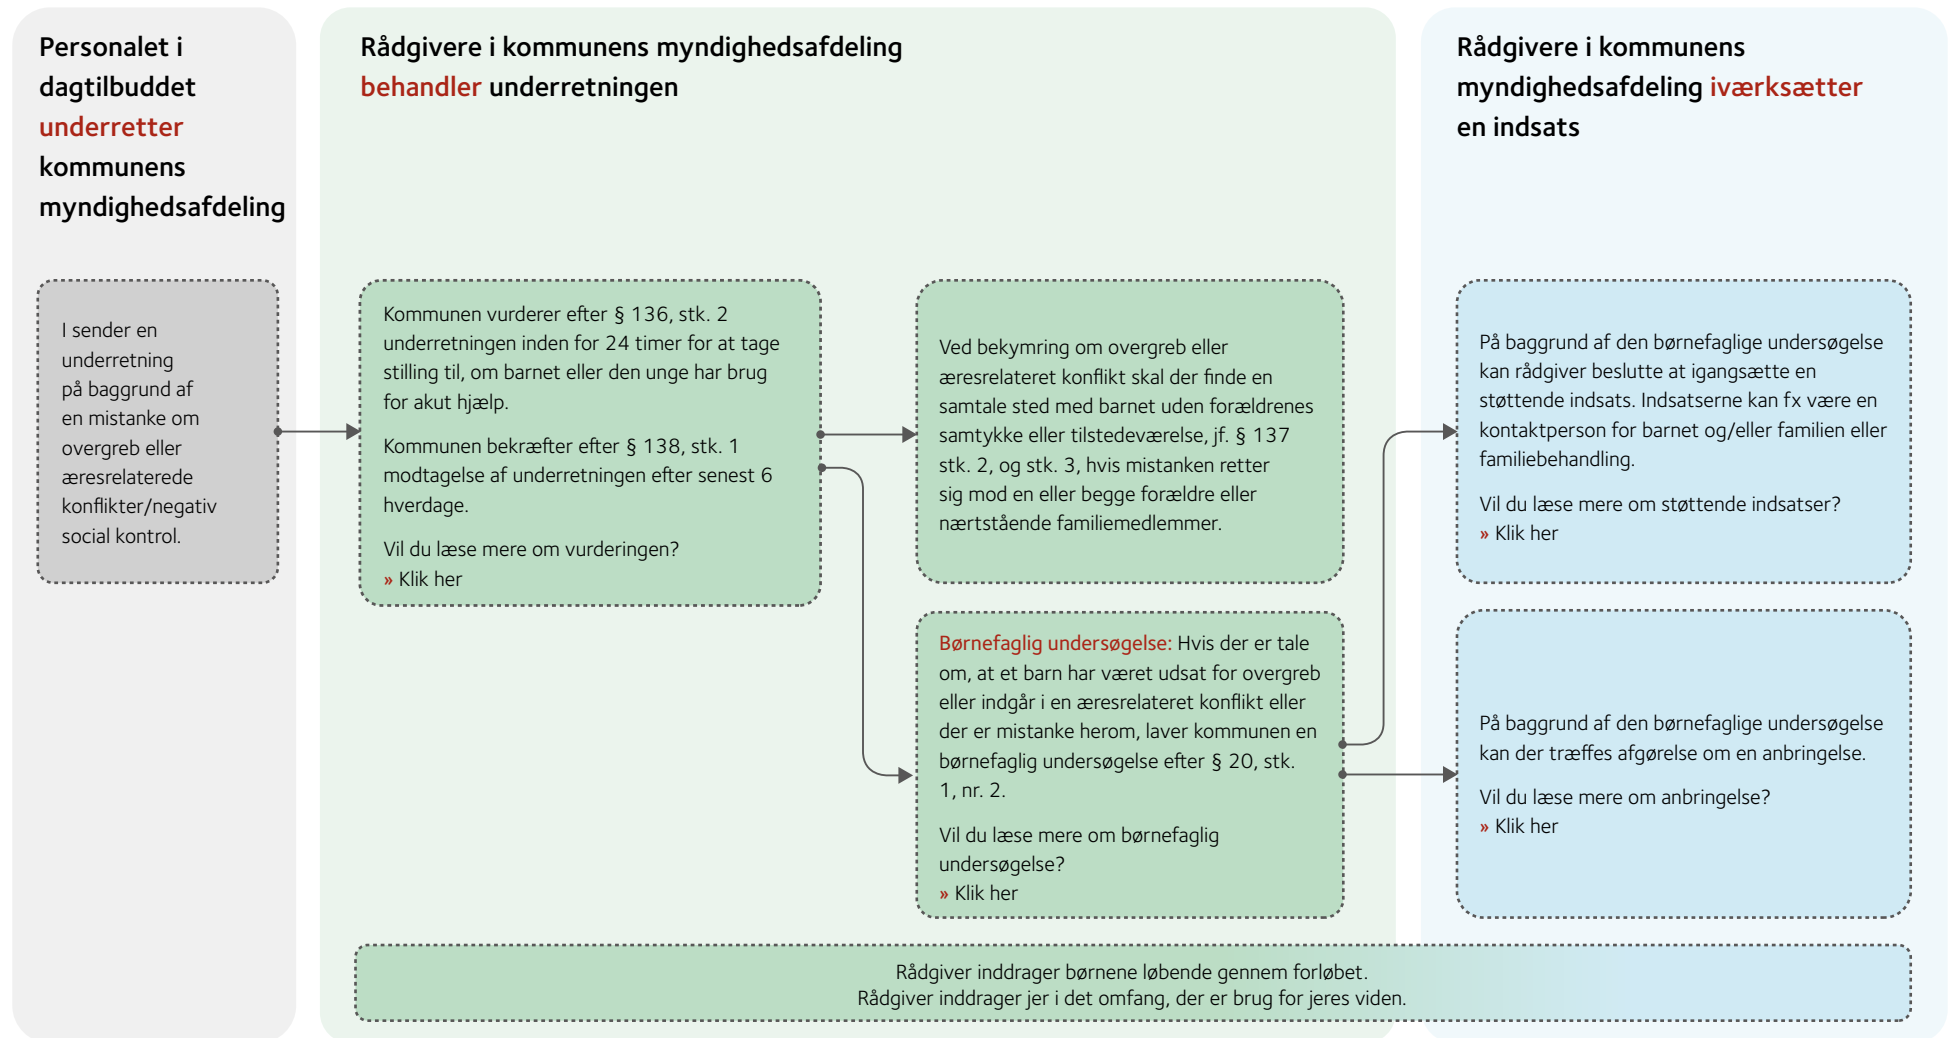 Personalet i
dagtilbuddet
underretter
kommunens
myndighedsafdeling
Rådgivere i kommunens myndighedsafdeling
behandler underretningen
Rådgivere i kommunens
myndighedsafdeling iværksætter
en indsats
I sender en
underretning
på baggrund af
en mistanke om
overgreb eller
æresrelaterede
konflikter/negativ
social kontrol.
Kommunen vurderer efter § 136, stk. 2
underretningen inden for 24 timer for at tage
stilling til, om barnet eller den unge har brug
for akut hjælp.
Kommunen bekræfter efter § 138, stk. 1
modtagelse af underretningen efter senest 6
hverdage.
Vil du læse mere om vurderingen?
» Klik her
Ved bekymring om overgreb eller
æresrelateret konflikt skal der finde en
samtale sted med barnet uden forældrenes
samtykke eller tilstedeværelse, jf. § 137
stk. 2, og stk. 3, hvis mistanken retter
sig mod en eller begge forældre eller
nærtstående familiemedlemmer.
Børnefaglig undersøgelse: Hvis der er tale
om, at et barn har været udsat for overgreb
eller indgår i en æresrelateret konflikt eller
der er mistanke herom, laver kommunen en
børnefaglig undersøgelse efter § 20, stk.
1, nr. 2.
Vil du læse mere om børnefaglig
undersøgelse?
» Klik her
På baggrund af den børnefaglige undersøgelse
kan rådgiver beslutte at igangsætte en
støttende indsats. Indsatserne kan fx være en
kontaktperson for barnet og/eller familien eller
familiebehandling.
Vil du læse mere om støttende indsatser?
» Klik her
På baggrund af den børnefaglige undersøgelse
kan der træffes afgørelse om en anbringelse.
Vil du læse mere om anbringelse?
» Klik her
Rådgiver inddrager børnene løbende gennem forløbet.
Rådgiver inddrager jer i det omfang, der er brug for jeres viden.